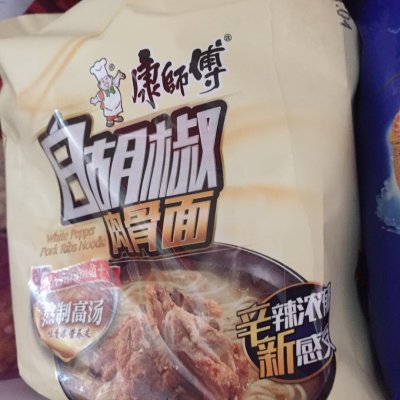 康師傅®
白胡椒
肉骨面
White Pepper
Pork Ribs Noodle
熬制高汤
辛辣浓
新感
04